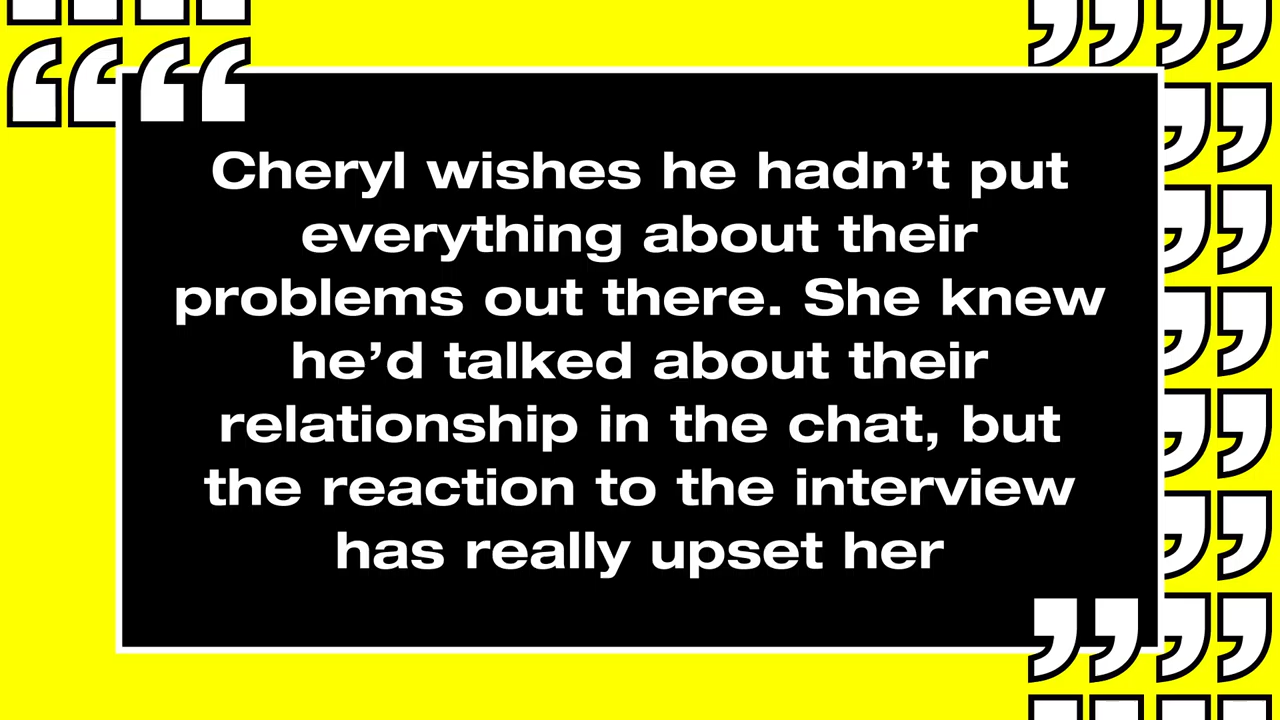 Cheryl wishes he hadn’t put
everything about their
problems out there. She knew
he’d talked about their
relationship in the chat, but
the reaction to the interview
has really upset her